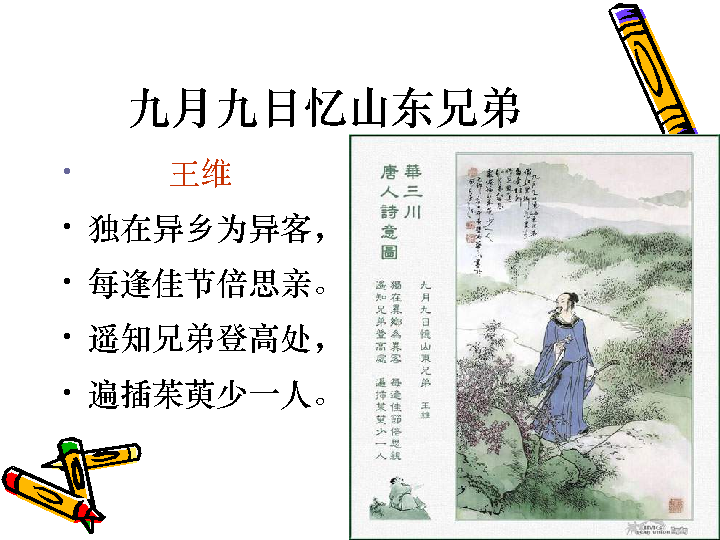 九月九日忆山东兄弟
王维
独在异乡为异客，
每逢佳节倍思亲。
遥知兄弟登高处，
遍插茱萸少一人。
華三川
唐人詩意圖
九月九日憶山東兄弟 王維
獨在異鄉為異客 每逢佳節倍思親
遥知兄弟登高處 遍插茱萸少一人